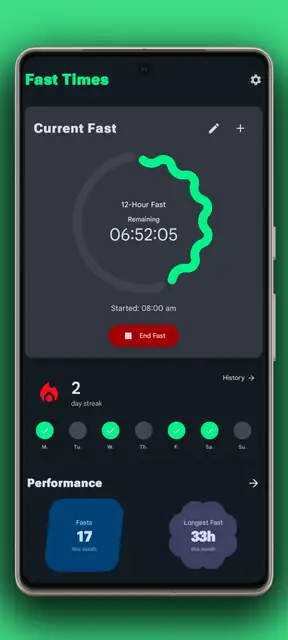 Fast Times
Current Fast
12-Hour Fast
Remaining
06:52:05
Started: 08:00 am
End Fast
History →
2
day streak
M. Tu. W. Th. F. Sa. Su.
Performance →
Fasts
17
this month
Longest Fast
33h
this month